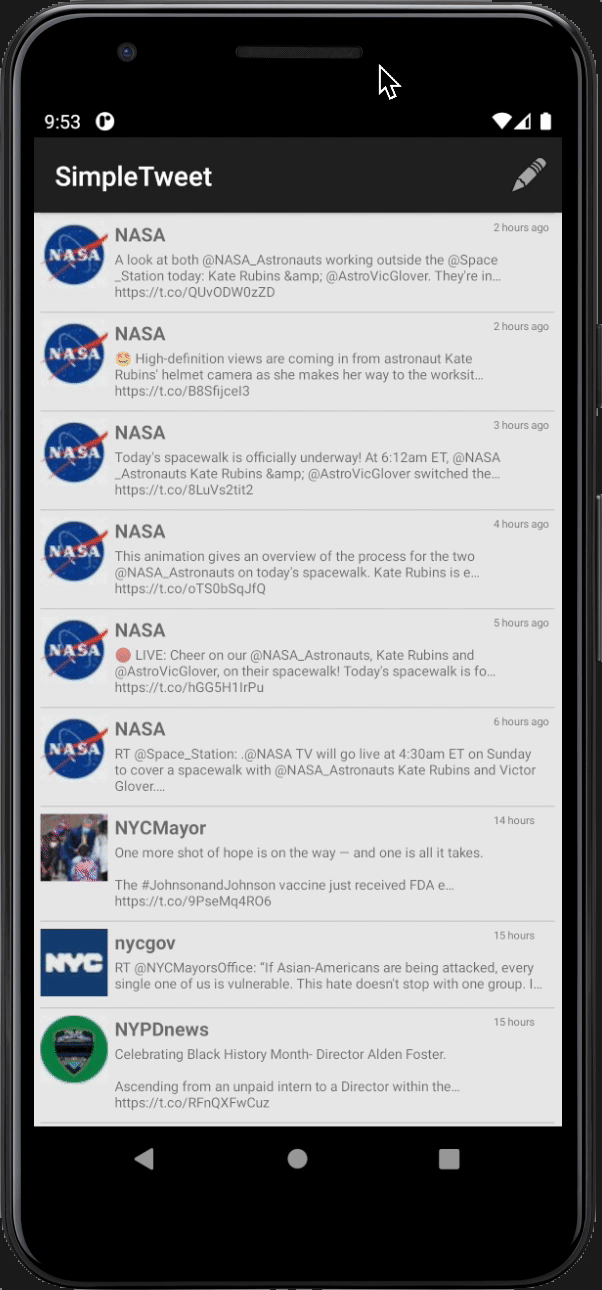 9:53
SimpleTweet
NASA
2 hours ago
A look at both @NASA_Astronauts working outside the @Space
_Station today: Kate Rubins &amp; @AstroVicGlover. They're in…
https://t.co/QUvODW0zZD
NASA
2 hours ago
🤩 High-definition views are coming in from astronaut Kate
Rubins' helmet camera as she makes her way to the worksit…
https://t.co/B8SfijceI3
NASA
3 hours ago
Today's spacewalk is officially underway! At 6:12am ET, @NASA
_Astronauts Kate Rubins &amp; @AstroVicGlover switched the…
https://t.co/8LuVs2tit2
NASA
4 hours ago
This animation gives an overview of the process for the two
@NASA_Astronauts on today's spacewalk. Kate Rubins is e…
https://t.co/oTS0bSqJfQ
NASA
5 hours ago
🔴 LIVE: Cheer on our @NASA_Astronauts, Kate Rubins and
@AstroVicGlover, on their spacewalk! Today's spacewalk is fo…
https://t.co/hGG5H1IrPu
NASA
6 hours ago
RT @Space_Station: .@NASA TV will go live at 4:30am ET on Sunday
to cover a spacewalk with @NASA_Astronauts Kate Rubins and Victor
Glover.…
NYCMayor
14 hours
One more shot of hope is on the way — and one is all it takes.
The #JohnsonandJohnson vaccine just received FDA e…
https://t.co/9PseMq4RO6
NYC
nycgov
15 hours
RT @NYCMayorsOffice: “If Asian-Americans are being attacked, every
single one of us is vulnerable. This hate doesn't stop with one group. I…
NYPDnews
15 hours
Celebrating Black History Month- Director Alden Foster.
Ascending from an unpaid intern to a Director within the…
https://t.co/RFnQXFwCuz